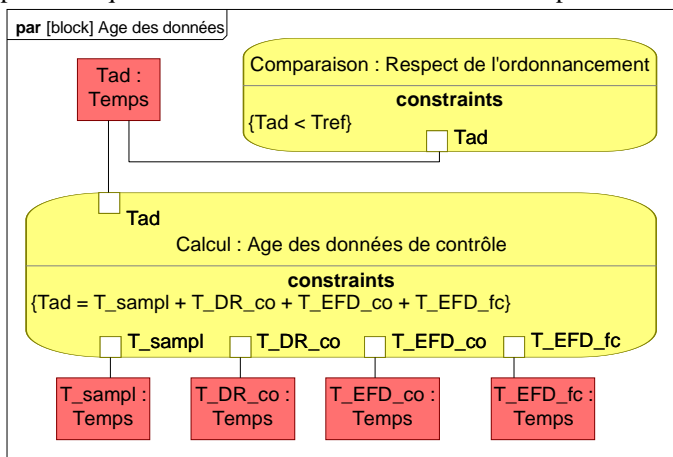 par [block] Age des données
Tad :
Temps
Comparaison : Respect de l'ordonnancement
constraints
{Tad < Tref}
Tad
Tad
Calcul : Age des données de contrôle
constraints
{Tad = T_sampl + T_DR_co + T_EFD_co + T_EFD_fc}
T_sampl T_DR_co T_EFD_co T_EFD_fc
T_sampl :
Temps
T_DR_co :
Temps
T_EFD_co :
Temps
T_EFD_fc :
Temps